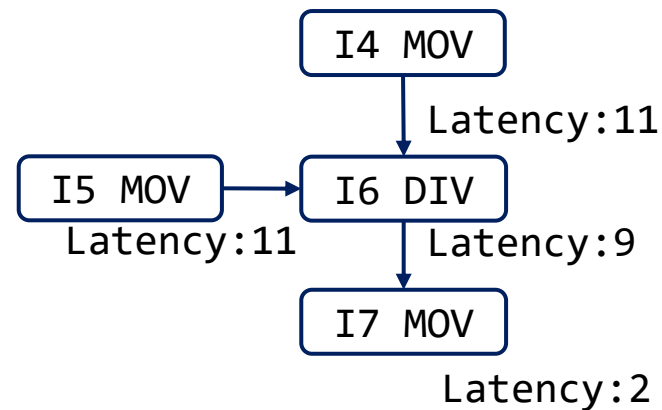 I4 MOV
Latency:11
I5 MOV
I6 DIV
Latency:11
Latency:9
I7 MOV
Latency:2